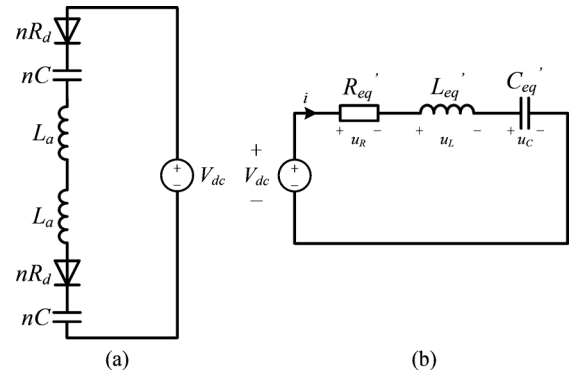 nR_d
nC
L_a
L_a
nR_d
nC
+
−
V_dc
(a)
i
R_eq'
L_eq'
C_eq'
+ u_R −
+ u_L −
+ u_C −
+
V_dc
−
+
−
(b)